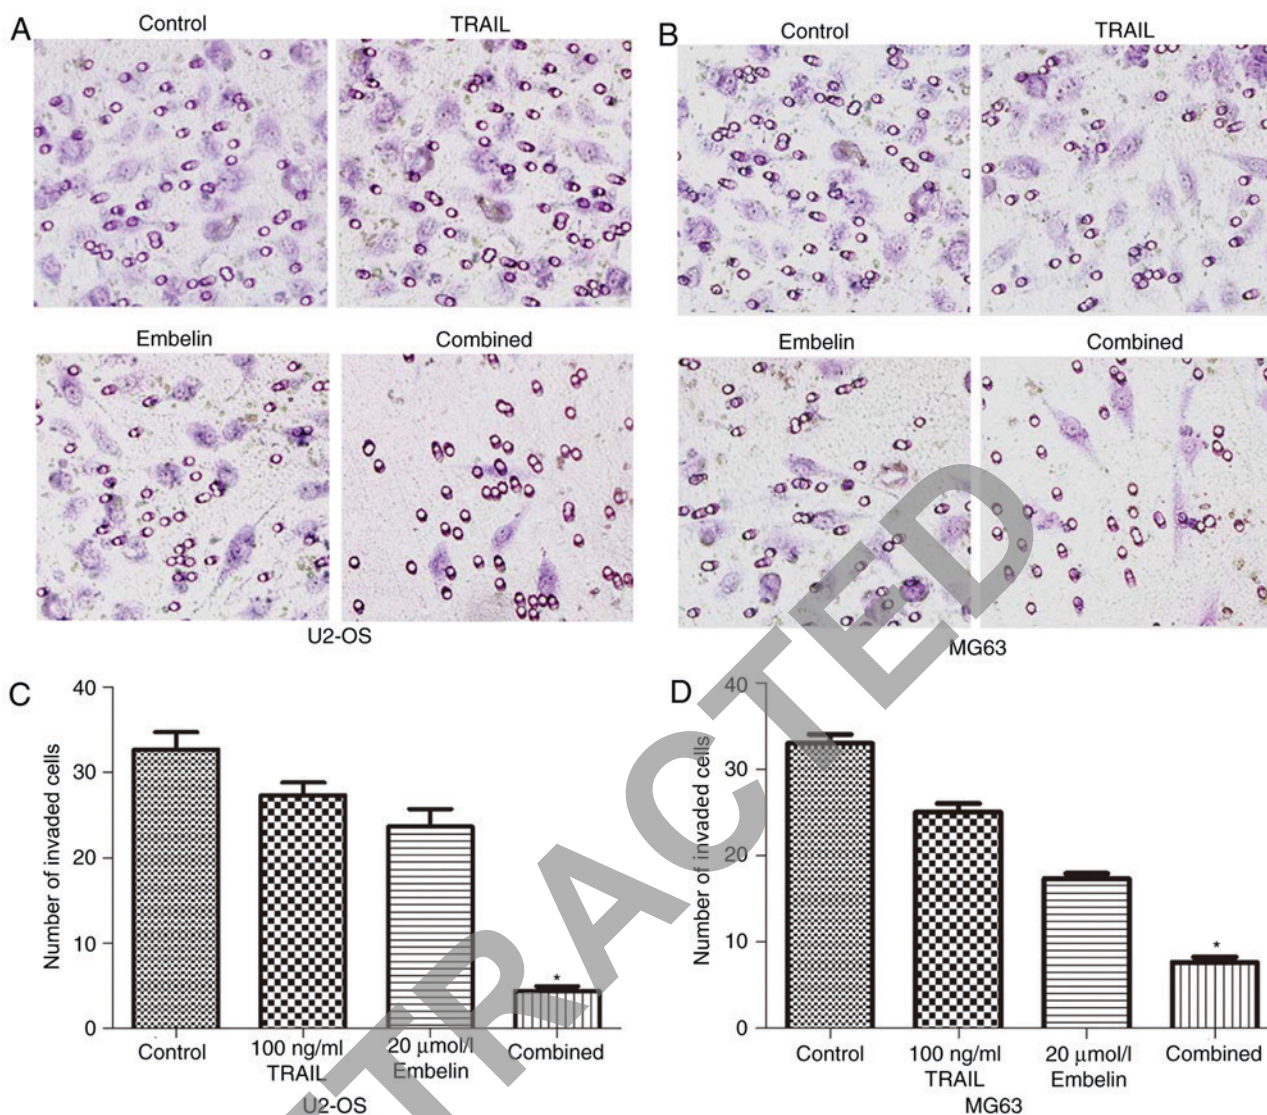 A
Control
TRAIL
Embelin
Combined
U2-OS
B
Control
TRAIL
Embelin
Combined
MG63
C
Number of invaded cells
40
30
20
10
0
*
Control
100 ng/ml
TRAIL
20 μmol/l
Embelin
Combined
U2-OS
D
Number of invaded cells
40
30
20
10
0
*
Control
100 ng/ml
TRAIL
20 μmol/l
Embelin
Combined
MG63
TRACTED